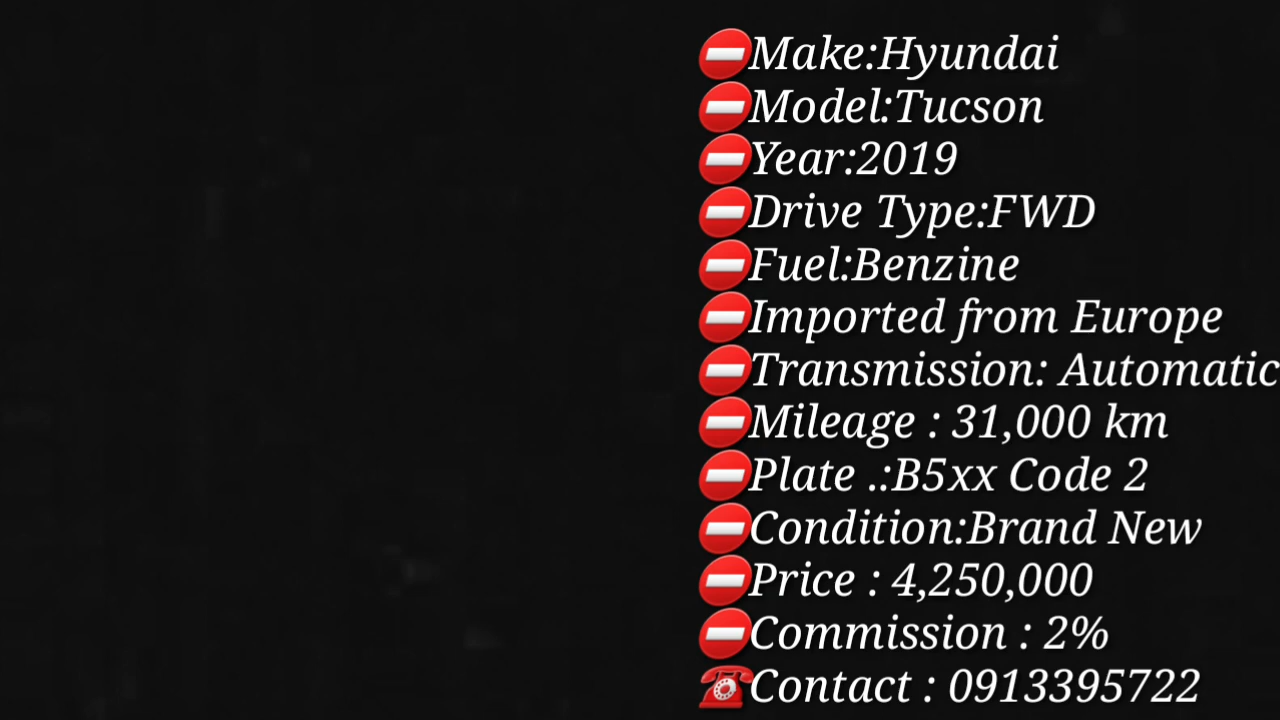 ⛔Make:Hyundai
⛔Model:Tucson
⛔Year:2019
⛔Drive Type:FWD
⛔Fuel:Benzine
⛔Imported from Europe
⛔Transmission: Automatic
⛔Mileage : 31,000 km
⛔Plate .:B5xx Code 2
⛔Condition:Brand New
⛔Price : 4,250,000
⛔Commission : 2%
☎Contact : 0913395722